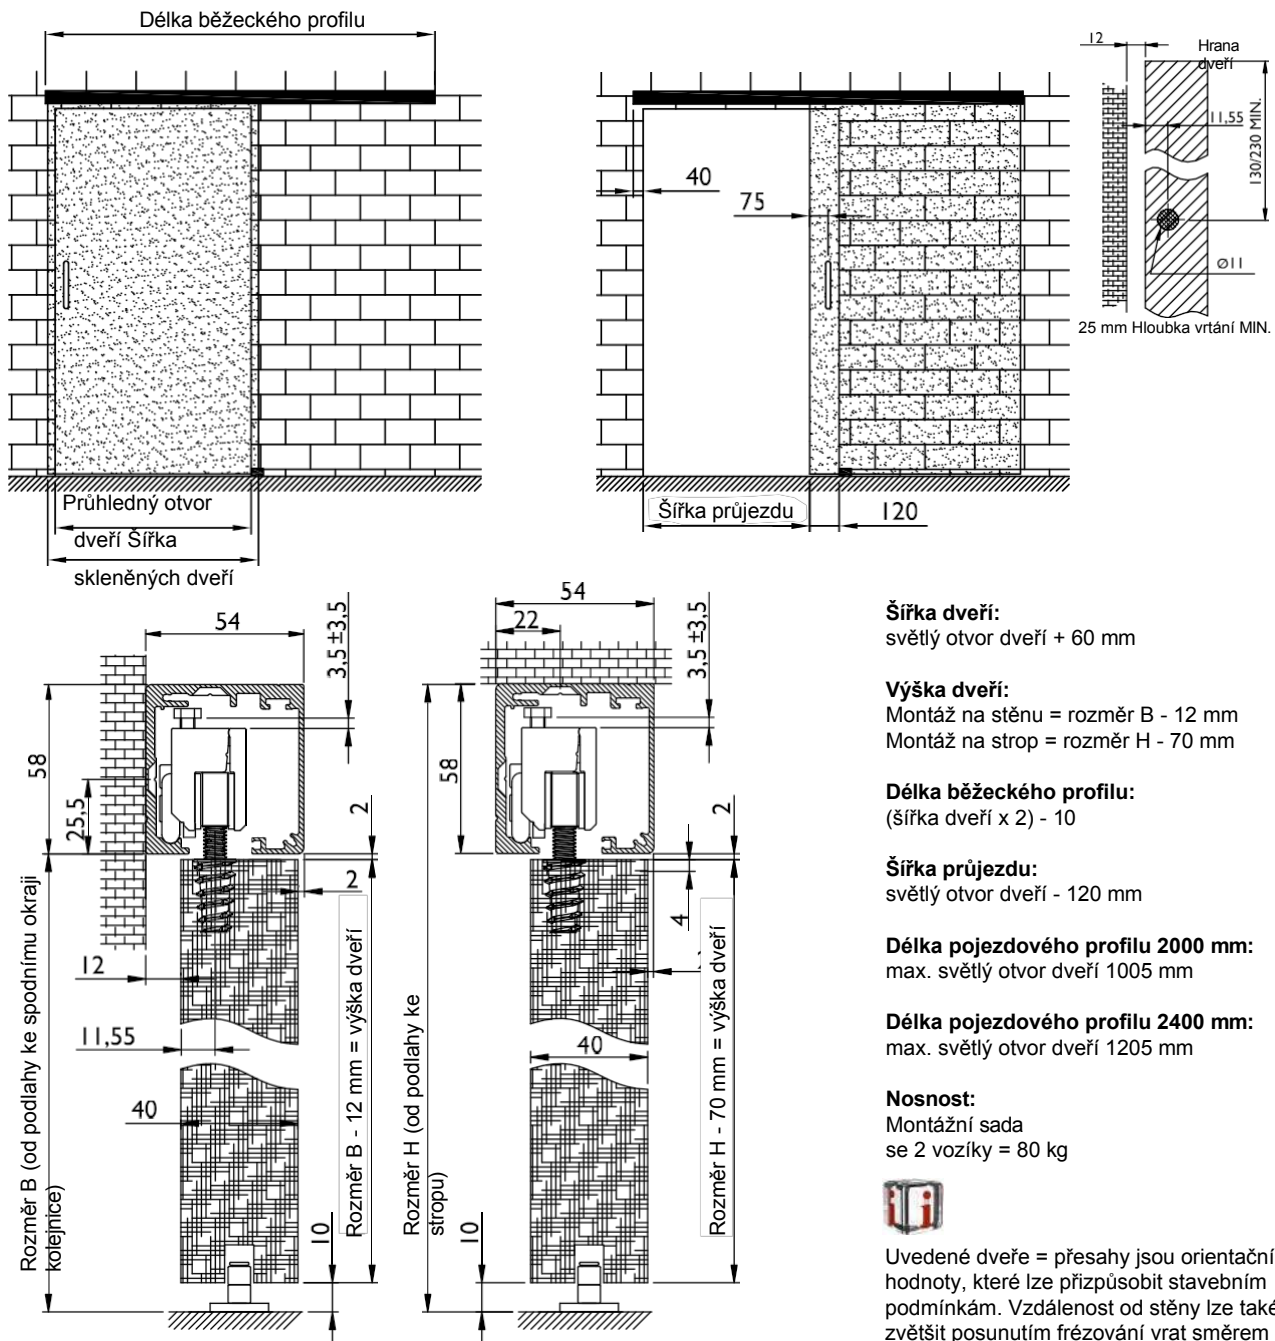 Délka běžeckého profilu
12
Hrana
dveří
11,55
130/230 MIN.
Ø11
25 mm Hloubka vrtání MIN.
40
75
Průhledný otvor
dveří Šířka
skleněných dveří
Šířka průjezdu
120
54
3,5±3,5
58
25,5
2
2
12
11,55
40
10
Rozměr B (od podlahy ke spodnímu okraji
kolejnice)
Rozměr B - 12 mm = výška dveří
54
22
3,5±3,5
58
2
4
40
10
Rozměr H (od podlahy ke
stropu)
Rozměr H - 70 mm = výška dveří
Šířka dveří:
světlý otvor dveří + 60 mm
Výška dveří:
Montáž na stěnu = rozměr B - 12 mm
Montáž na strop = rozměr H - 70 mm
Délka běžeckého profilu:
(šířka dveří x 2) - 10
Šířka průjezdu:
světlý otvor dveří - 120 mm
Délka pojezdového profilu 2000 mm:
max. světlý otvor dveří 1005 mm
Délka pojezdového profilu 2400 mm:
max. světlý otvor dveří 1205 mm
Nosnost:
Montážní sada
se 2 vozíky = 80 kg
i i
Uvedené dveře = přesahy jsou orientační
hodnoty, které lze přizpůsobit stavebním
podmínkám. Vzdálenost od stěny lze také
zvětšit posunutím frézování vrat směrem